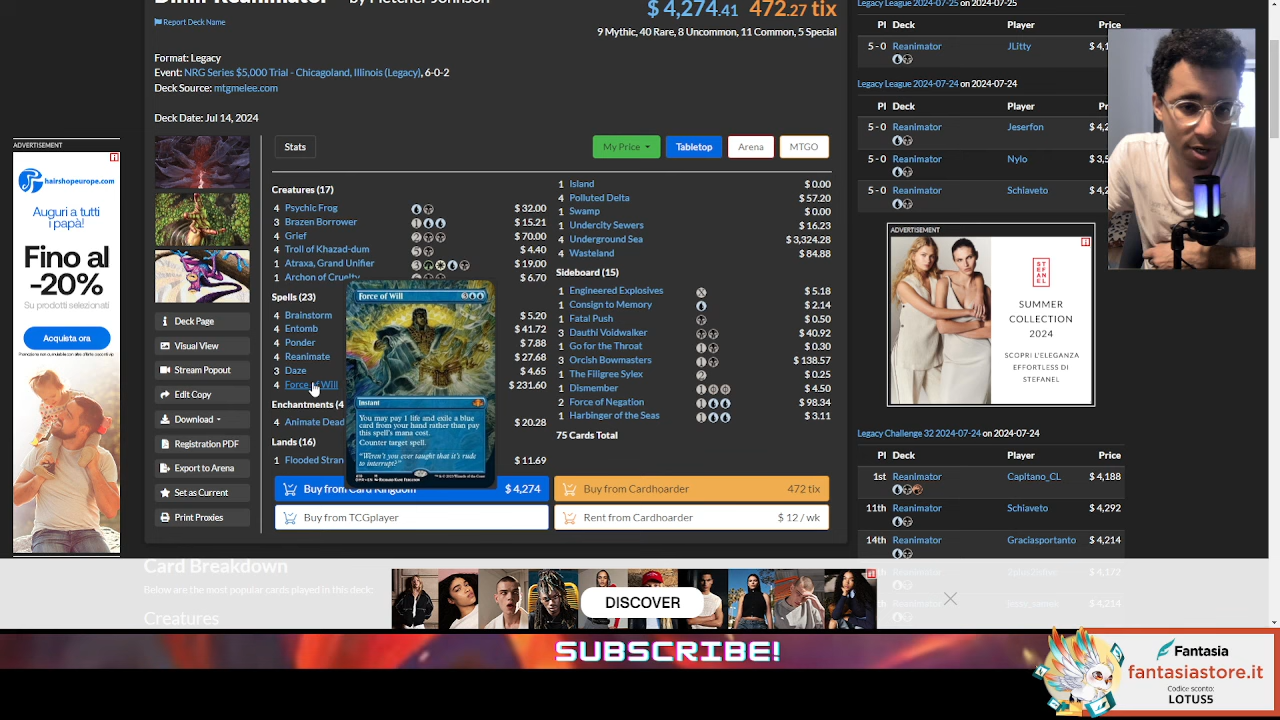 Dimir Reanimator - by Fletcher Johnson
$ 4,274.41 472.27 tix
Report Deck Name
9 Mythic, 40 Rare, 8 Uncommon, 11 Common, 5 Special
Format: Legacy
Event: NRG Series $5,000 Trial - Chicagoland, Illinois (Legacy), 6-0-2
Deck Source: mtgmelee.com
Deck Date: Jul 14, 2024
Stats
My Price
Tabletop
Arena
MTGO
Creatures (17)
4 Psychic Frog $ 32.00
3 Brazen Borrower $ 15.21
4 Grief $ 70.00
4 Troll of Khazad-dum $ 4.40
1 Atraxa, Grand Unifier $ 19.00
1 Archon of Cruelty $ 6.70
Spells (23)
4 Brainstorm $ 5.20
4 Entomb $ 41.72
4 Ponder $ 7.88
4 Reanimate $ 27.68
3 Daze $ 4.65
4 Force of Will $ 231.60
Enchantments (4
4 Animate Dead $ 20.28
Lands (16)
1 Flooded Stran $ 11.69
Force of Will
Instant
You may pay 1 life and exile a blue
card from your hand rather than pay
this spell's mana cost.
Counter target spell.
"Weren't you ever taught that it's rude
to interrupt?"
1 Island $ 0.00
4 Polluted Delta $ 57.20
1 Swamp $ 0.00
1 Undercity Sewers $ 16.23
4 Underground Sea $ 3,324.28
4 Wasteland $ 84.88
Sideboard (15)
1 Engineered Explosives $ 5.18
1 Consign to Memory $ 2.14
1 Fatal Push $ 0.50
3 Dauthi Voidwalker $ 40.92
1 Go for the Throat $ 0.30
3 Orcish Bowmasters $ 138.57
1 The Filigree Sylex $ 0.25
1 Dismember $ 4.50
2 Force of Negation $ 98.34
1 Harbinger of the Seas $ 3.11
75 Cards Total
Buy from Card Kingdom $ 4,274
Buy from Cardhoarder 472 tix
Buy from TCGplayer
Rent from Cardhoarder $ 12 / wk
Deck Page
Visual View
Stream Popout
Edit Copy
Download
Registration PDF
Export to Arena
Set as Current
Print Proxies
Card Breakdown
Below are the most popular cards played in this deck:
Creatures
ADVERTISEMENT
hairshopeurope.com
Auguri a tutti
i papà!
Fino al
-20%
Su prodotti selezionati
Acquista ora
Legacy League 2024-07-25 on 2024-07-25
Pl Deck Player Price
5 - 0 Reanimator JLitty
Legacy League 2024-07-24 on 2024-07-24
Pl Deck Player
5 - 0 Reanimator Jeserfon
5 - 0 Reanimator Nylo
5 - 0 Reanimator Schiaveto
ADVERTISEMENT
STEFANEL
SUMMER
COLLECTION
2024
SCOPRI L'ELEGANZA
EFFORTLESS DI
STEFANEL
Legacy Challenge 32 2024-07-24 on 2024-07-24
Pl Deck Player Price
1st Reanimator Capitano_CL $ 4,188
11th Reanimator Schiaveto $ 4,292
14th Reanimator Graciasportanto $ 4,214
$ 4,172
$ 4,214
DISCOVER
SUBSCRIBE!
Fantasia
fantasiastore.it
Codice sconto:
LOTUS5